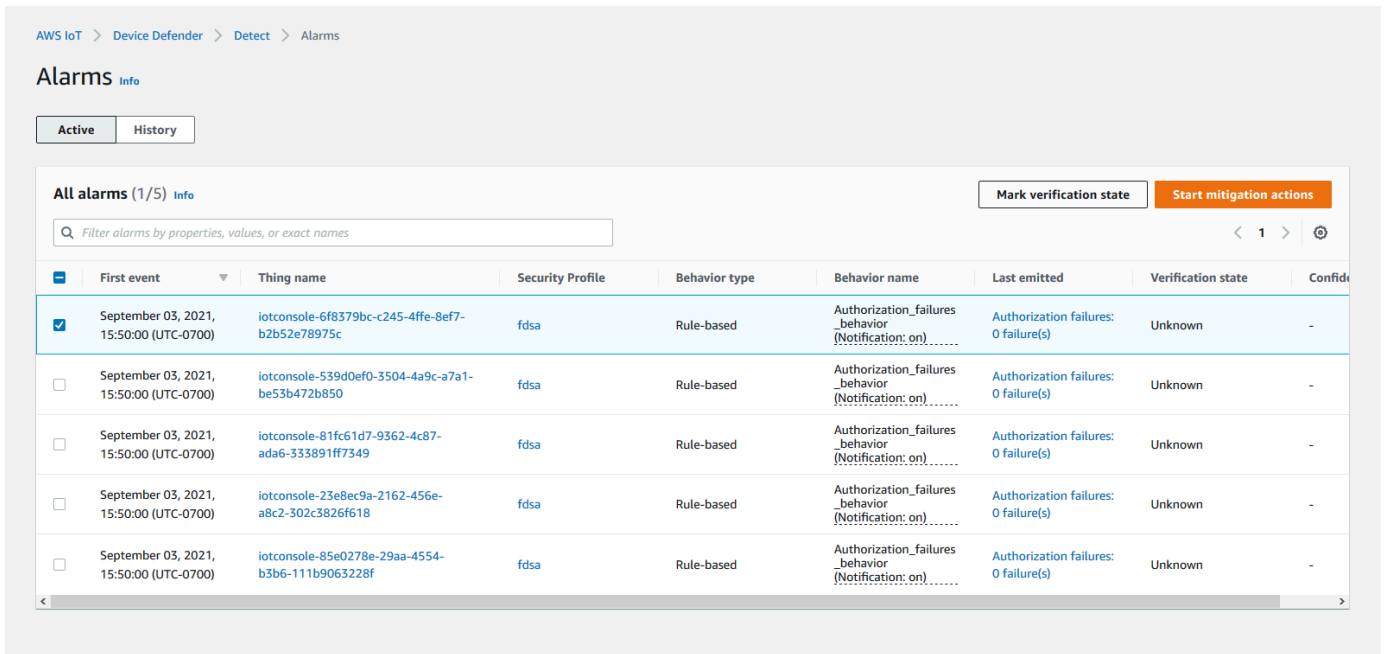 AWS IoT > Device Defender > Detect > Alarms
Alarms Info
Active History
All alarms (1/5) Info
Mark verification state Start mitigation actions
Filter alarms by properties, values, or exact names
< 1 >
First event Thing name Security Profile Behavior type Behavior name Last emitted Verification state Confide
September 03, 2021, iotconsole-6f8379bc-c245-4ffe-8ef7- fdsa Rule-based Authorization_failures Authorization failures: Unknown -
15:50:00 (UTC-0700) b2b52e78975c _behavior 0 failure(s)
(Notification: on)
September 03, 2021, iotconsole-539d0ef0-3504-4a9c-a7a1- fdsa Rule-based Authorization_failures Authorization failures: Unknown -
15:50:00 (UTC-0700) be53b472b850 _behavior 0 failure(s)
(Notification: on)
September 03, 2021, iotconsole-81fc61d7-9362-4c87- fdsa Rule-based Authorization_failures Authorization failures: Unknown -
15:50:00 (UTC-0700) ada6-333891ff7349 _behavior 0 failure(s)
(Notification: on)
September 03, 2021, iotconsole-23e8ec9a-2162-456e- fdsa Rule-based Authorization_failures Authorization failures: Unknown -
15:50:00 (UTC-0700) a8c2-302c3826f618 _behavior 0 failure(s)
(Notification: on)
September 03, 2021, iotconsole-85e0278e-29aa-4554- fdsa Rule-based Authorization_failures Authorization failures: Unknown -
15:50:00 (UTC-0700) b3b6-111b9063228f _behavior 0 failure(s)
(Notification: on)